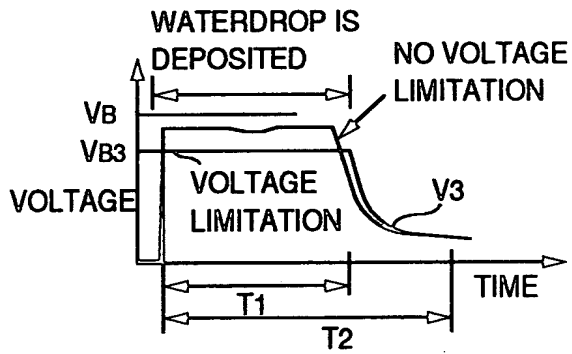 WATERDROP IS
DEPOSITED
NO VOLTAGE
LIMITATION
VB
VB3
VOLTAGE
VOLTAGE
LIMITATION
V3
TIME
T1
T2